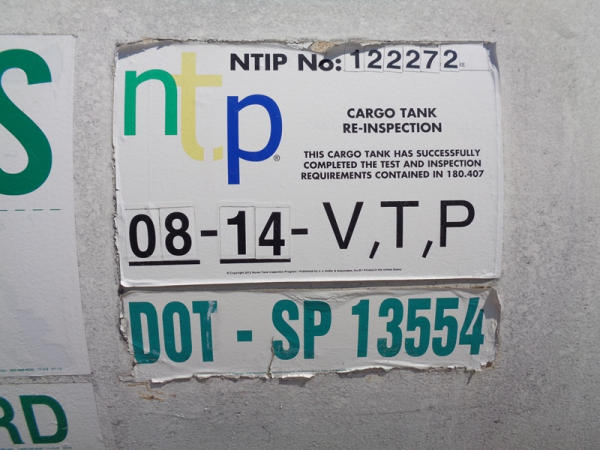 S
NTIP No: 122272
ntp®
CARGO TANK
RE-INSPECTION
THIS CARGO TANK HAS SUCCESSFULLY
COMPLETED THE TEST AND INSPECTION
REQUIREMENTS CONTAINED IN 180.407
08-14-V,T,P
DOT - SP 13554
RD